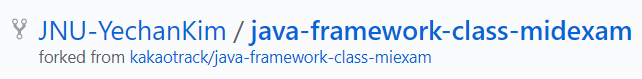 JNU-YechanKim / java-framework-class-midexam
forked from kakaotrack/java-framework-class-miexam